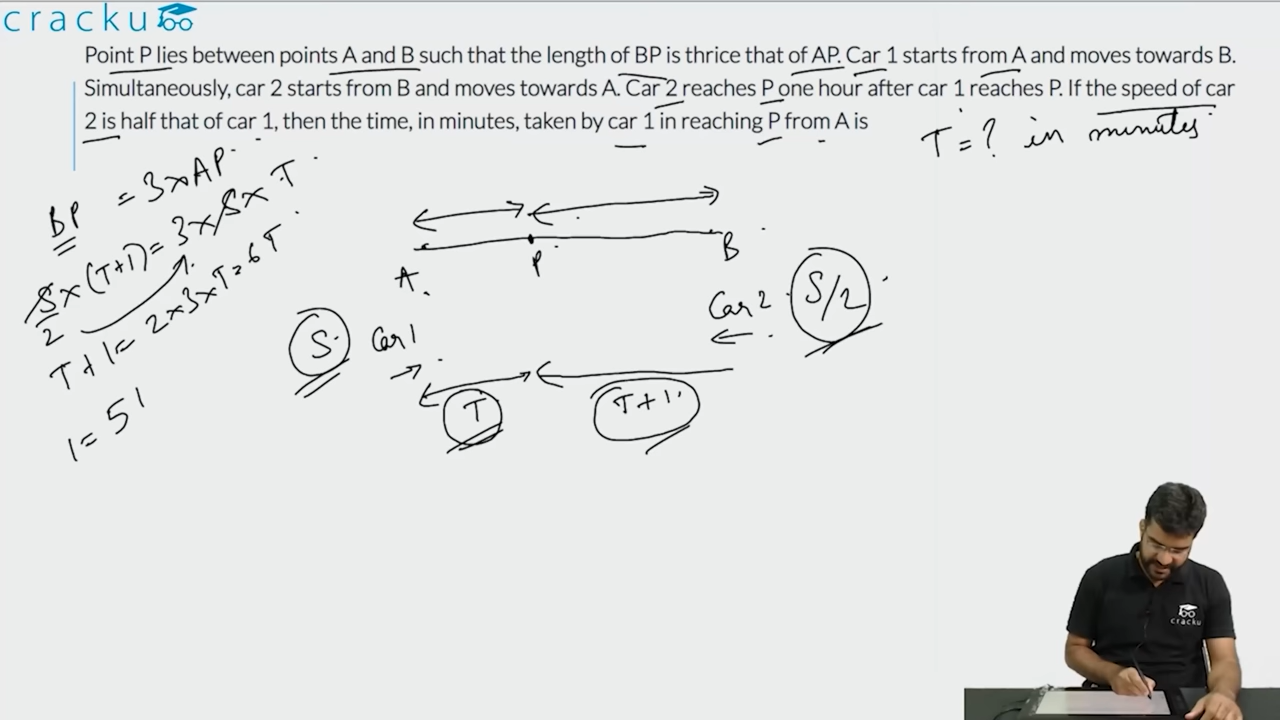 cracku
Point P lies between points A and B such that the length of BP is thrice that of AP. Car 1 starts from A and moves towards B.
Simultaneously, car 2 starts from B and moves towards A. Car 2 reaches P one hour after car 1 reaches P. If the speed of car
2 is half that of car 1, then the time, in minutes, taken by car 1 in reaching P from A is
T = ? in minutes
BP = 3 x AP
S/2 x (T+1) = 3 x S x T
T + 1 = 2 x 3 x T = 6T
1 = 5
A P B
S Car 1
Car 2 S/2
T T+1
cracku